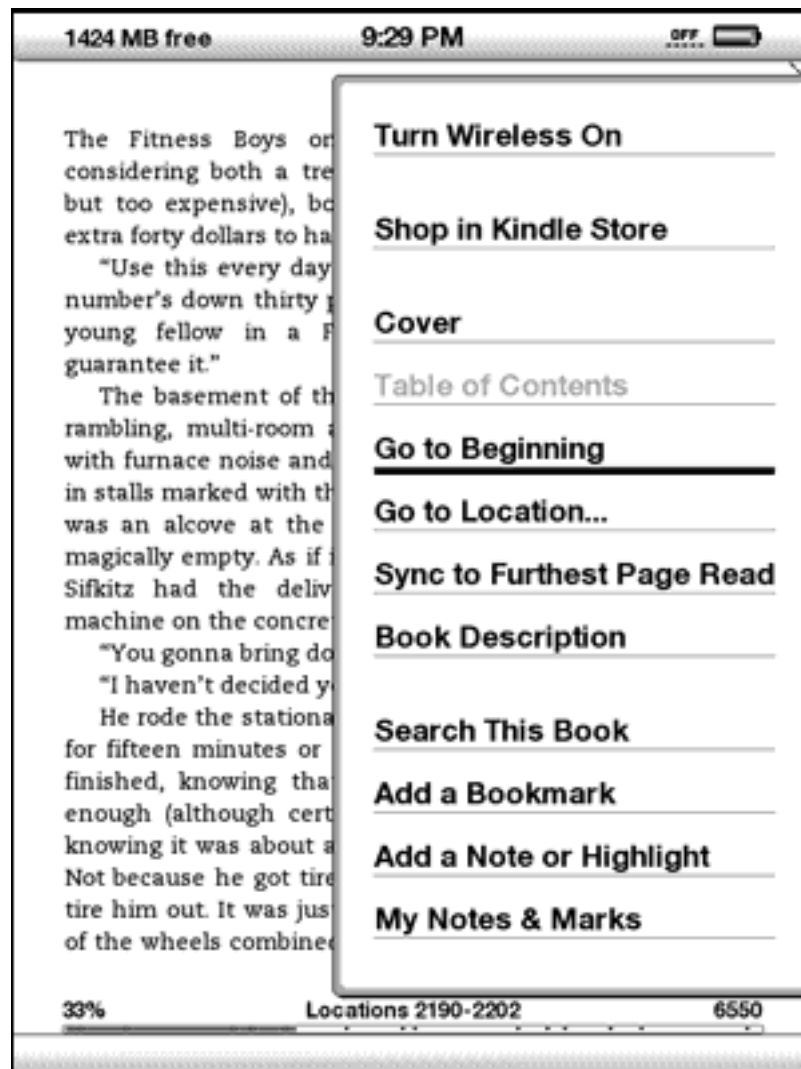 1424 MB free 9:29 PM OFF
The Fitness Boys on
considering both a tre
but too expensive), bo
extra forty dollars to ha
“Use this every day
number’s down thirty p
young fellow in a F
guarantee it.”
The basement of th
rambling, multi-room a
with furnace noise and
in stalls marked with th
was an alcove at the
magically empty. As if i
Sifkitz had the deliv
machine on the concre
“You gonna bring do
“I haven’t decided y
He rode the stationa
for fifteen minutes or
finished, knowing tha
enough (although cert
knowing it was about a
Not because he got tire
tire him out. It was jus
of the wheels combined
Turn Wireless On
Shop in Kindle Store
Cover
Table of Contents
Go to Beginning
Go to Location...
Sync to Furthest Page Read
Book Description
Search This Book
Add a Bookmark
Add a Note or Highlight
My Notes & Marks
33% Locations 2190-2202 6550